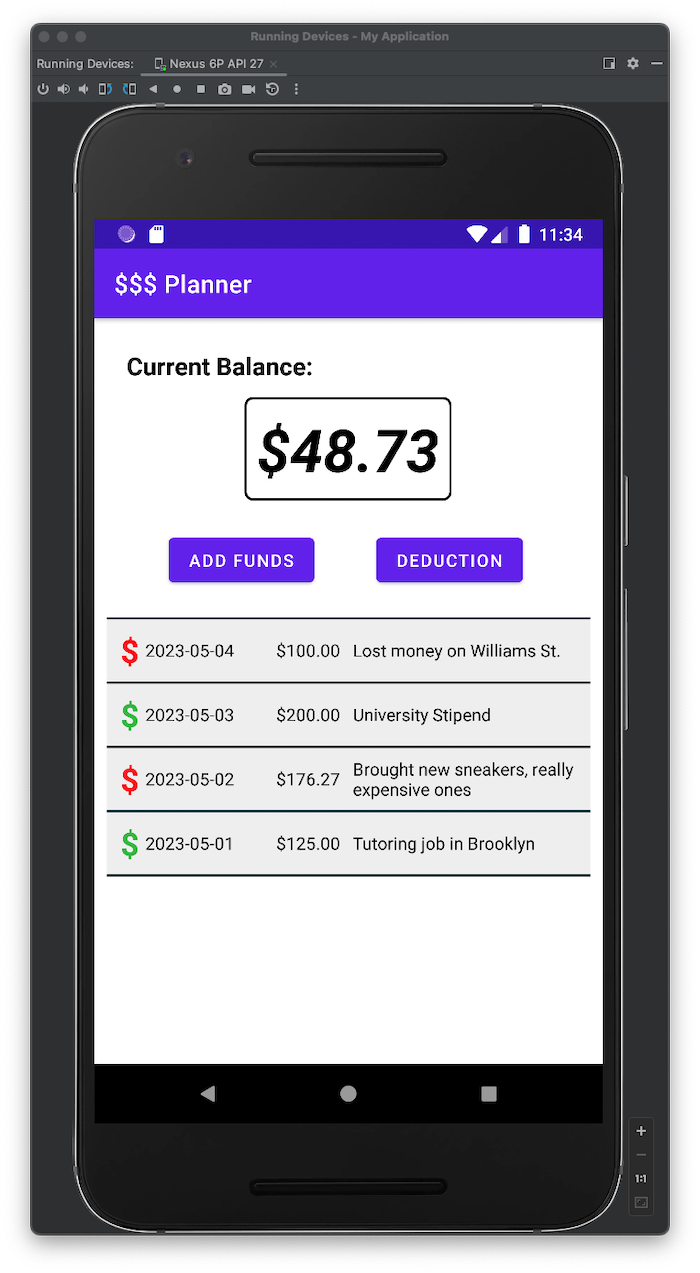 Running Devices - My Application
Running Devices: Nexus 6P API 27
11:34
$$$ Planner
Current Balance:
$48.73
ADD FUNDS DEDUCTION
$ 2023-05-04 $100.00 Lost money on Williams St.
$ 2023-05-03 $200.00 University Stipend
$ 2023-05-02 $176.27 Brought new sneakers, really
expensive ones
$ 2023-05-01 $125.00 Tutoring job in Brooklyn
1:1